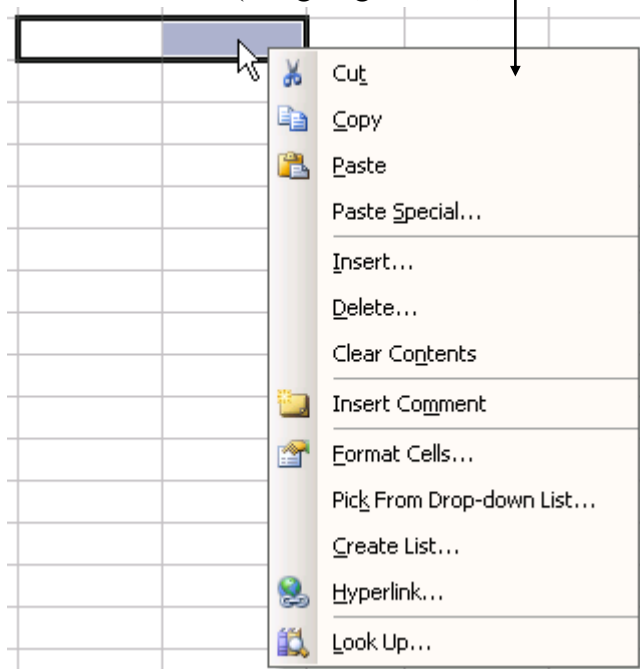 Cut
Copy
Paste
Paste Special...
Insert...
Delete...
Clear Contents
Insert Comment
Format Cells...
Pick From Drop-down List...
Create List...
Hyperlink...
Look Up...